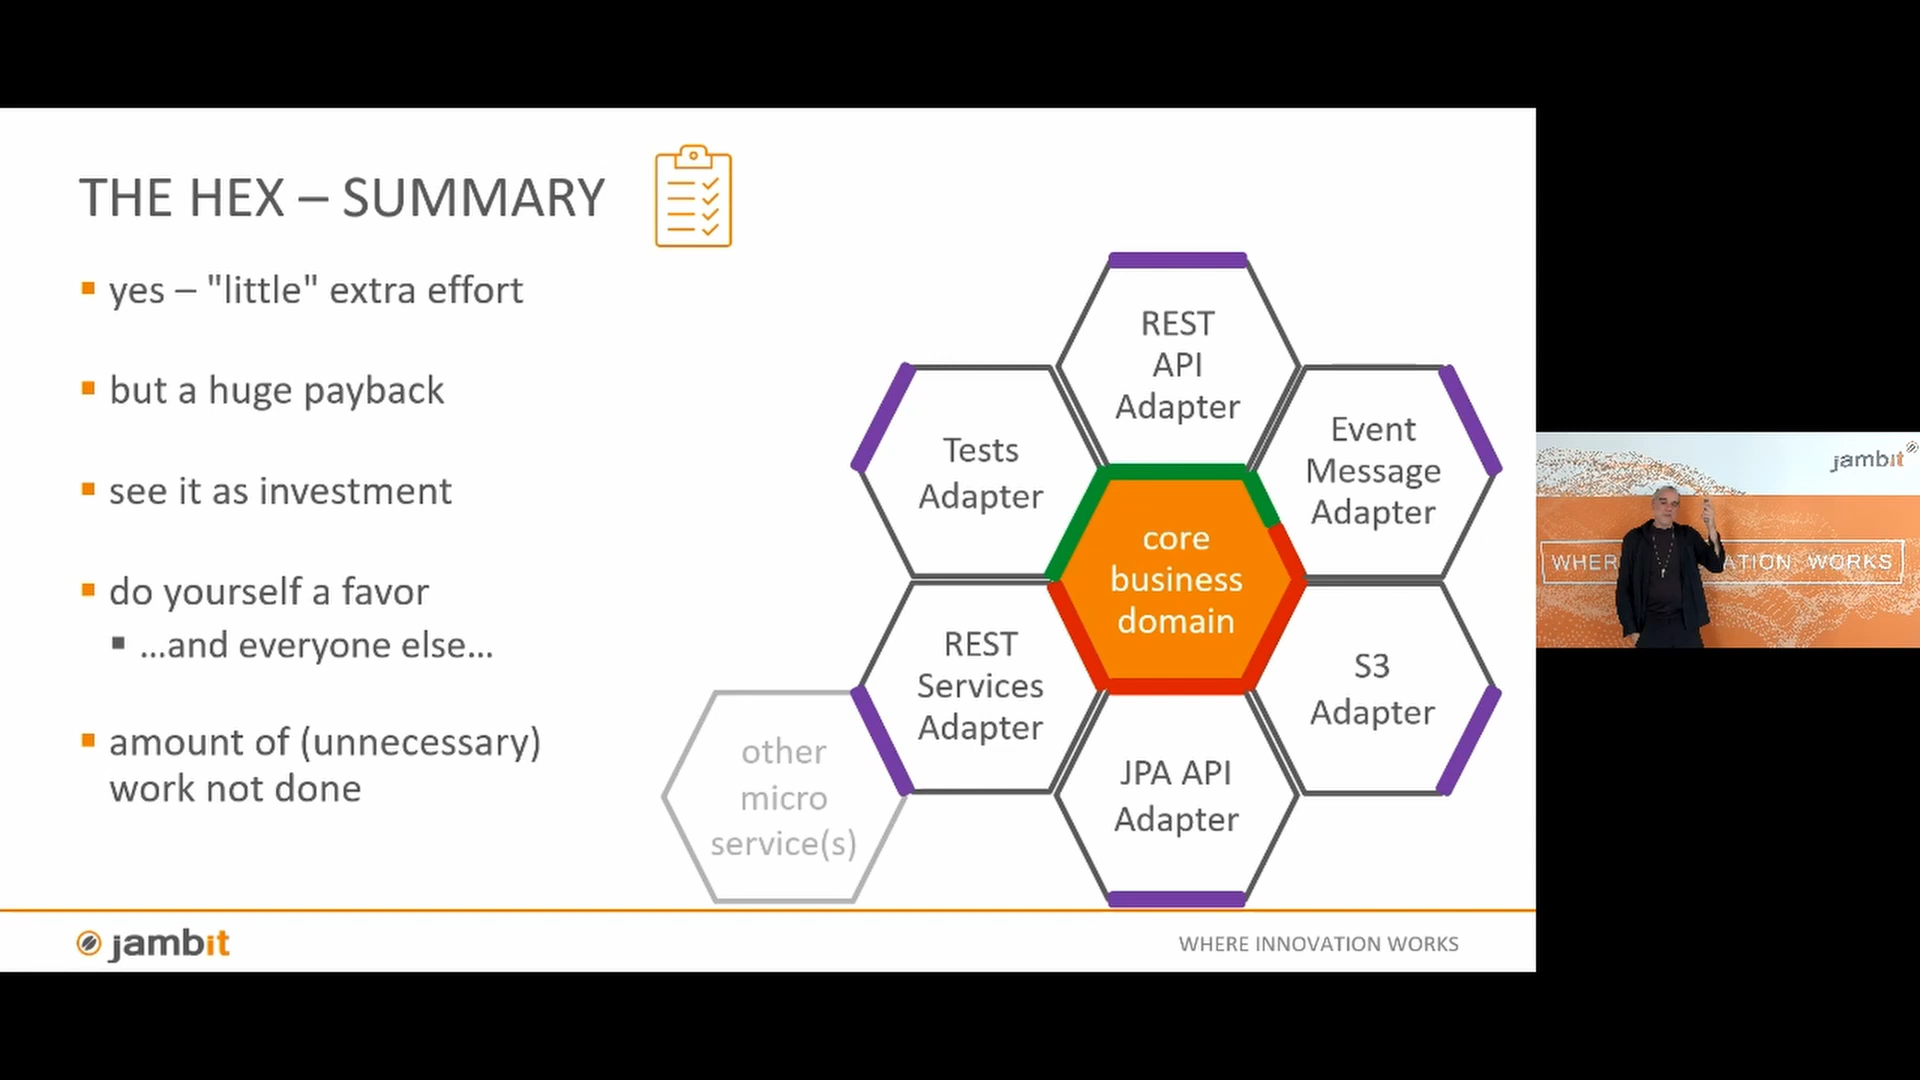 THE HEX – SUMMARY
yes – "little" extra effort
but a huge payback
see it as investment
do yourself a favor
...and everyone else...
amount of (unnecessary)
work not done
REST
API
Adapter
Tests
Adapter
Event
Message
Adapter
core
business
domain
REST
Services
Adapter
S3
Adapter
JPA API
Adapter
other
micro
service(s)
jambit
WHERE INNOVATION WORKS
jambit
WHER ATION WORKS